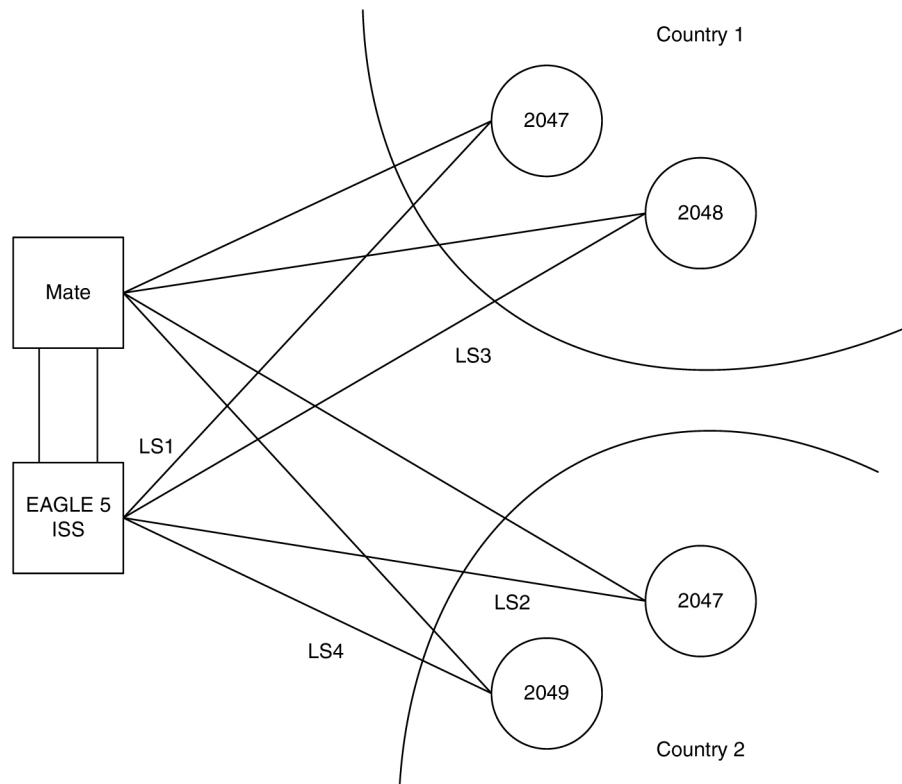 Country 1
2047
2048
Mate
LS3
LS1
EAGLE 5
ISS
LS2
2047
LS4
2049
Country 2